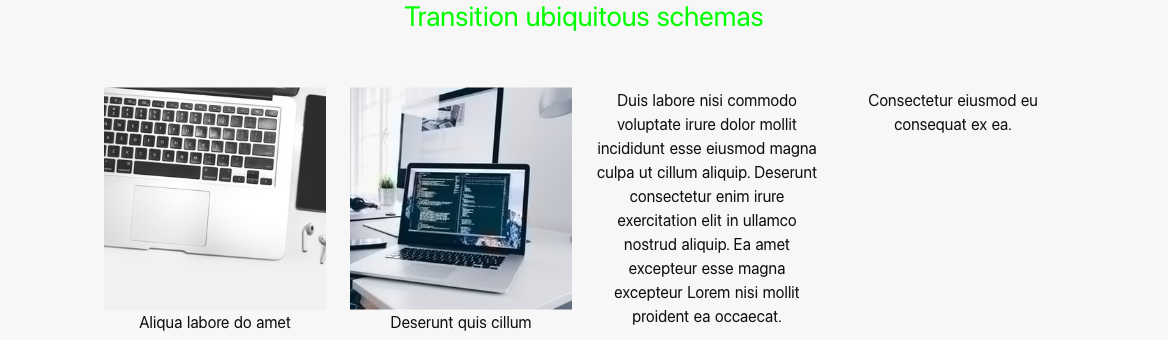 Transition ubiquitous schemas
Aliqua labore do amet
Deserunt quis cillum
Duis labore nisi commodo
voluptate irure dolor mollit
incididunt esse eiusmod magna
culpa ut cillum aliquip. Deserunt
consectetur enim irure
exercitation elit in ullamco
nostrud aliquip. Ea amet
excepteur esse magna
excepteur Lorem nisi mollit
proident ea occaecat.
Consectetur eiusmod eu
consequat ex ea.